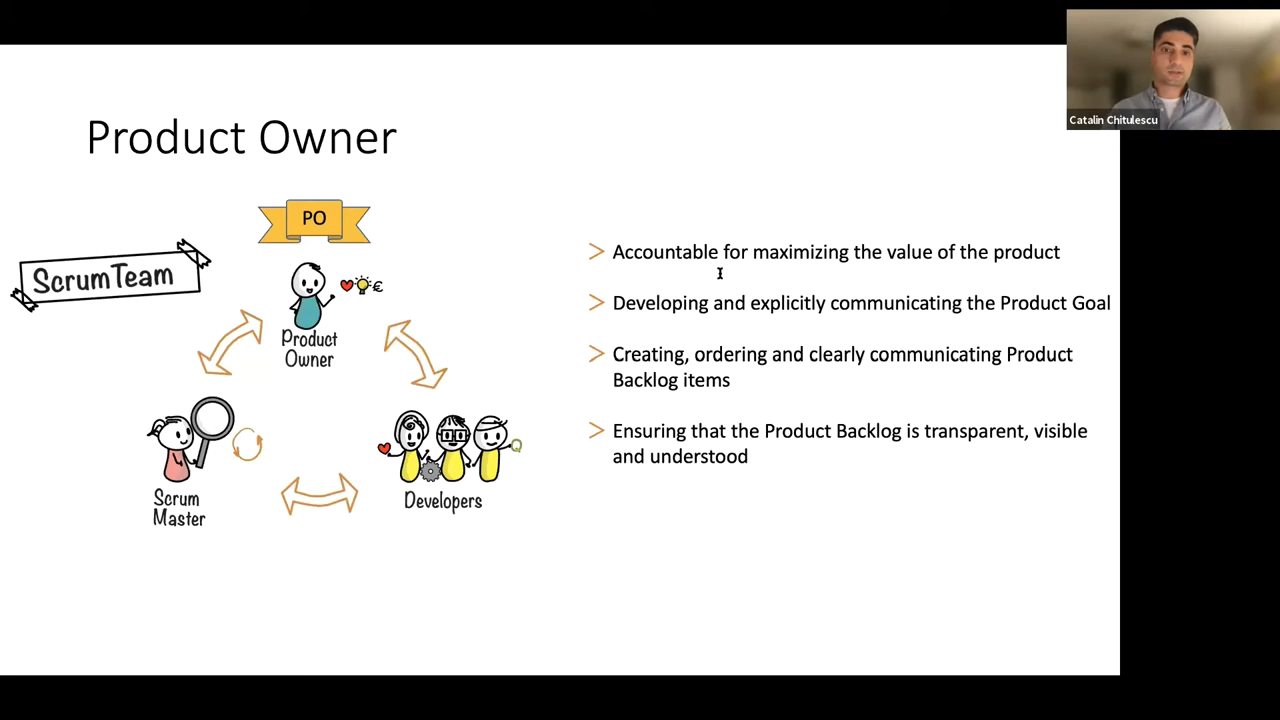 Catalin Chitulescu
Product Owner
PO
Scrum Team
Product
Owner
Scrum
Master
Developers
> Accountable for maximizing the value of the product
> Developing and explicitly communicating the Product Goal
> Creating, ordering and clearly communicating Product
Backlog items
> Ensuring that the Product Backlog is transparent, visible
and understood